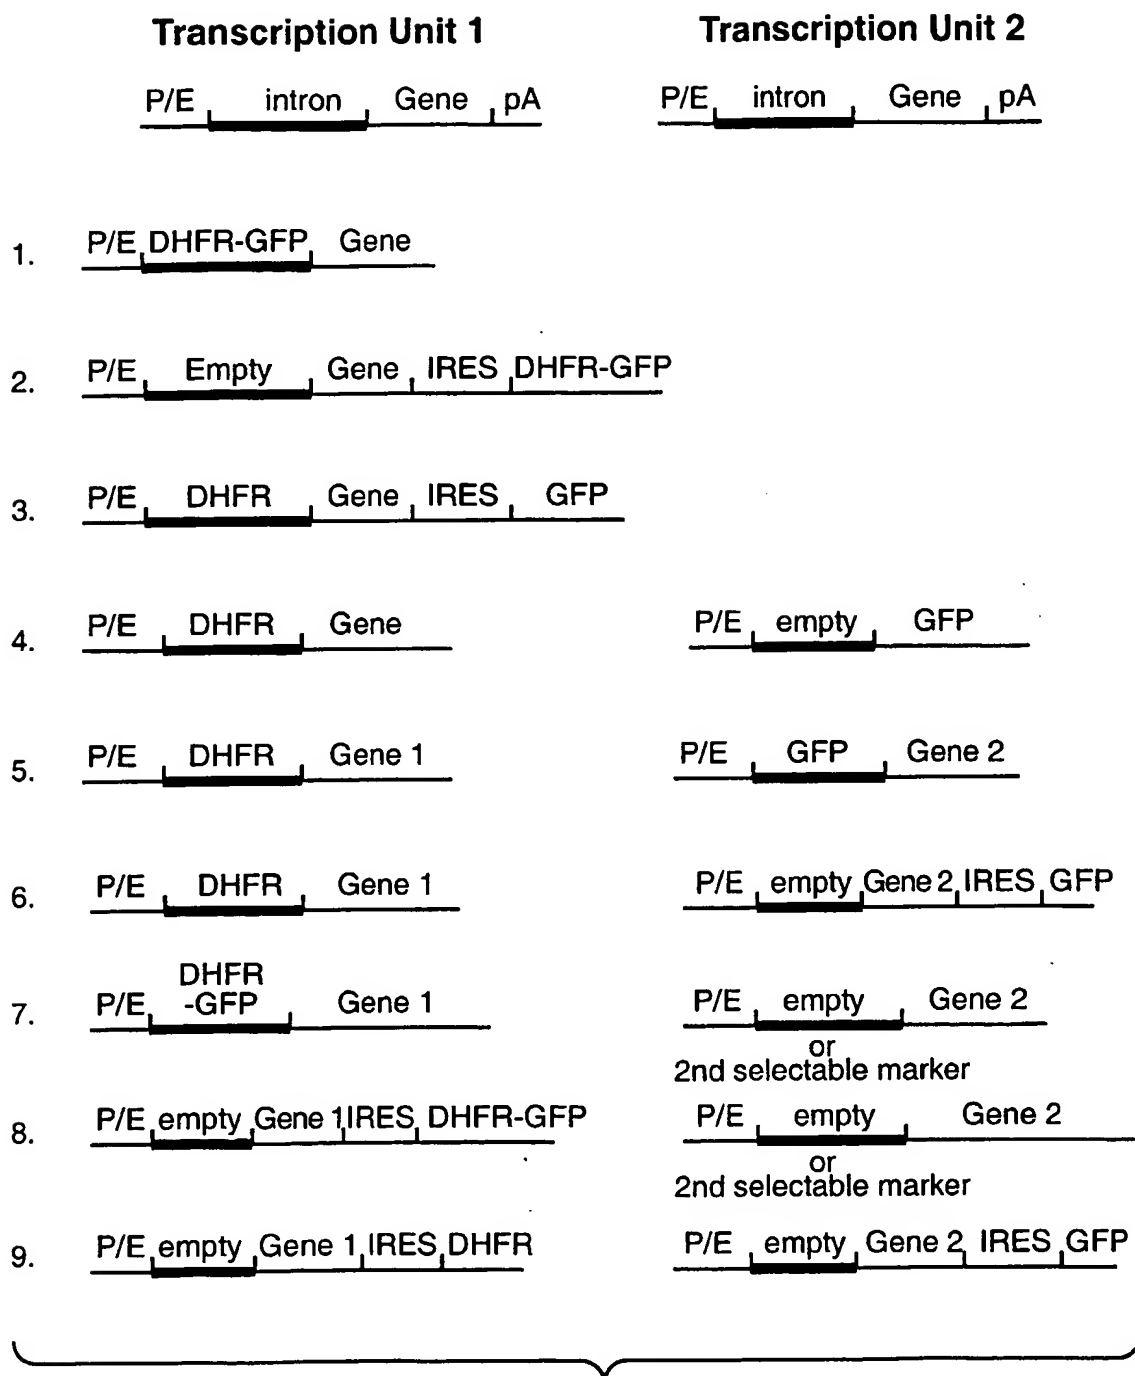 Transcription Unit 1 Transcription Unit 2
P/E intron Gene pA P/E intron Gene pA
1. P/E DHFR-GFP Gene
2. P/E Empty Gene IRES DHFR-GFP
3. P/E DHFR Gene IRES GFP
4. P/E DHFR Gene P/E empty GFP
5. P/E DHFR Gene 1 P/E GFP Gene 2
6. P/E DHFR Gene 1 P/E empty Gene 2 IRES GFP
DHFR
7. P/E -GFP Gene 1 P/E empty Gene 2
or
2nd selectable marker
8. P/E empty Gene 1 IRES DHFR-GFP P/E empty Gene 2
or
2nd selectable marker
9. P/E empty Gene 1 IRES DHFR P/E empty Gene 2 IRES GFP